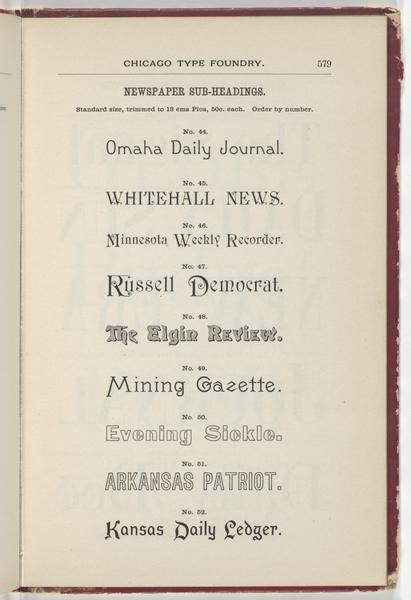 CHICAGO TYPE FOUNDRY. 579
NEWSPAPER SUB-HEADINGS.
Standard size, trimmed to 13 ems Pica, 50c. each. Order by number.
No. 44.
Omaha Daily Journal.
No. 45.
WHITEHALL NEWS.
No. 46.
Minnesota Weekly Recorder.
No. 47.
Russell Democrat.
No. 48.
The Elgin Review.
No. 49.
Mining Gazette.
No. 50.
Evening Sickle.
No. 51.
ARKANSAS PATRIOT.
No. 52.
Kansas Daily Ledger.